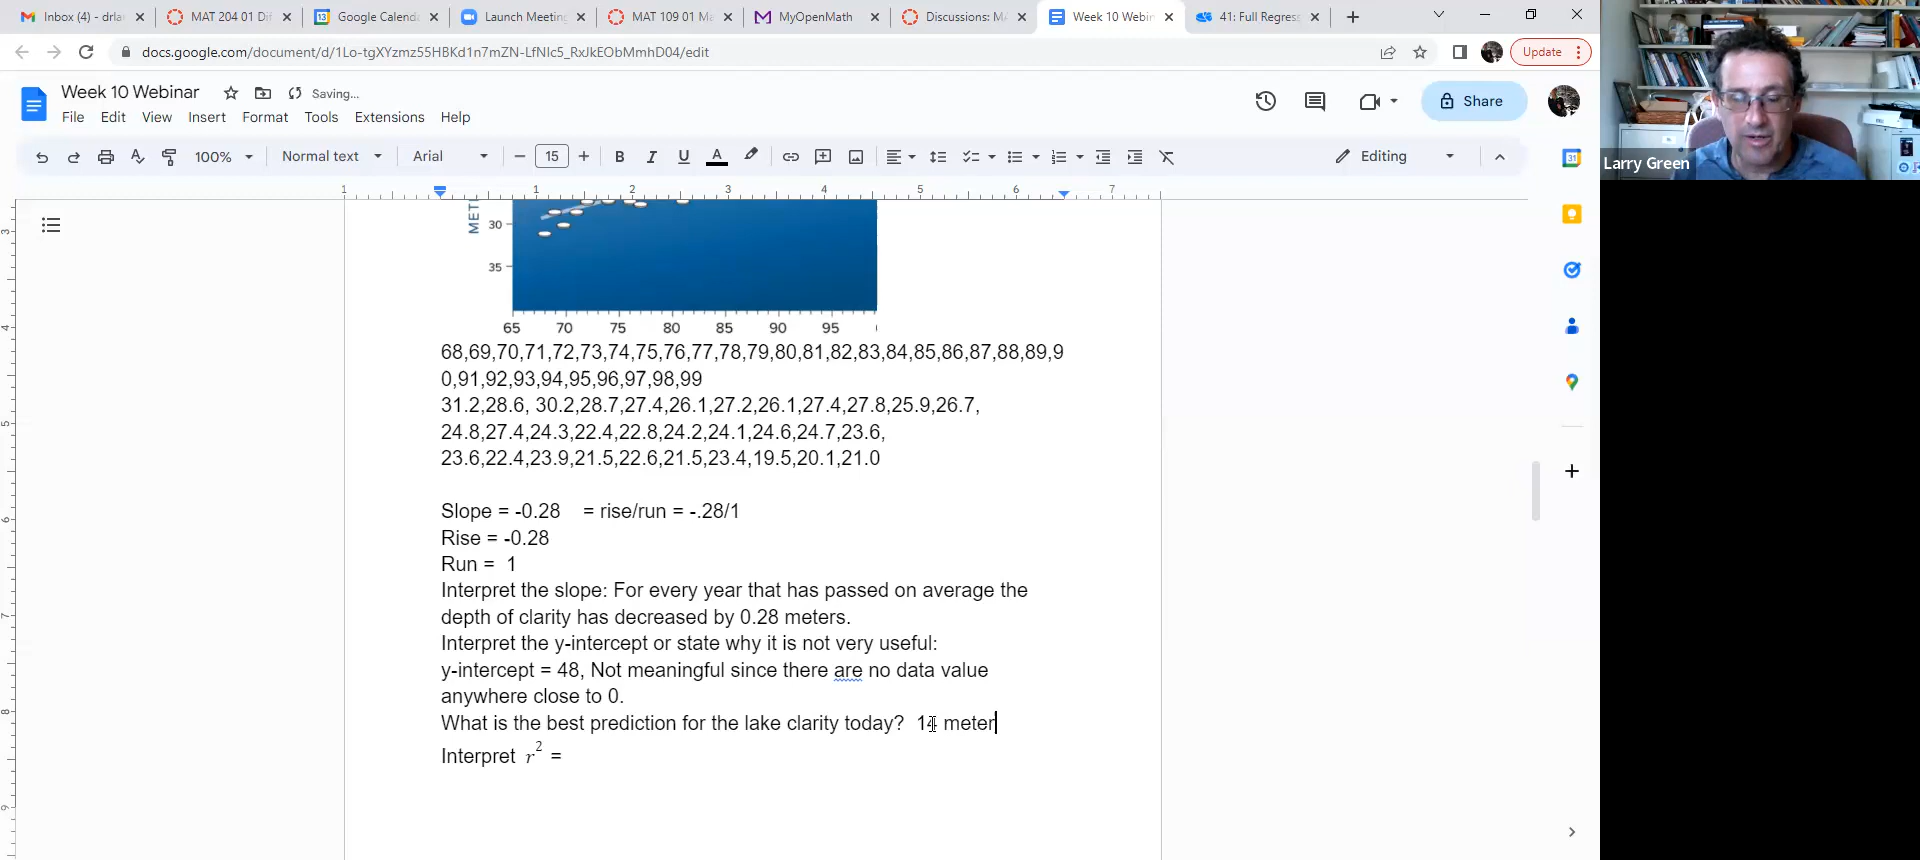 Inbox (4) - drla
MAT 204 01 Di
Google Calend
Launch Meetin
MAT 109 01 Ma
MyOpenMath
Discussions: M
Week 10 Webin
41: Full Regres
docs.google.com/document/d/1Lo-tgXYzmz55HBKd1n7mZN-LfNIc5_RxJkEObMmhD04/edit
Update
Week 10 Webinar
Saving...
File Edit View Insert Format Tools Extensions Help
Share
100% Normal text Arial 15 B I U A Editing
1 1 2 3 4 5 6 7
Larry Green
30
35
65 70 75 80 85 90 95
68,69,70,71,72,73,74,75,76,77,78,79,80,81,82,83,84,85,86,87,88,89,9
0,91,92,93,94,95,96,97,98,99
31.2,28.6, 30.2,28.7,27.4,26.1,27.2,26.1,27.4,27.8,25.9,26.7,
24.8,27.4,24.3,22.4,22.8,24.2,24.1,24.6,24.7,23.6,
23.6,22.4,23.9,21.5,22.6,21.5,23.4,19.5,20.1,21.0
Slope = -0.28 = rise/run = -.28/1
Rise = -0.28
Run = 1
Interpret the slope: For every year that has passed on average the
depth of clarity has decreased by 0.28 meters.
Interpret the y-intercept or state why it is not very useful:
y-intercept = 48, Not meaningful since there are no data value
anywhere close to 0.
What is the best prediction for the lake clarity today? 14 meter
Interpret r² =